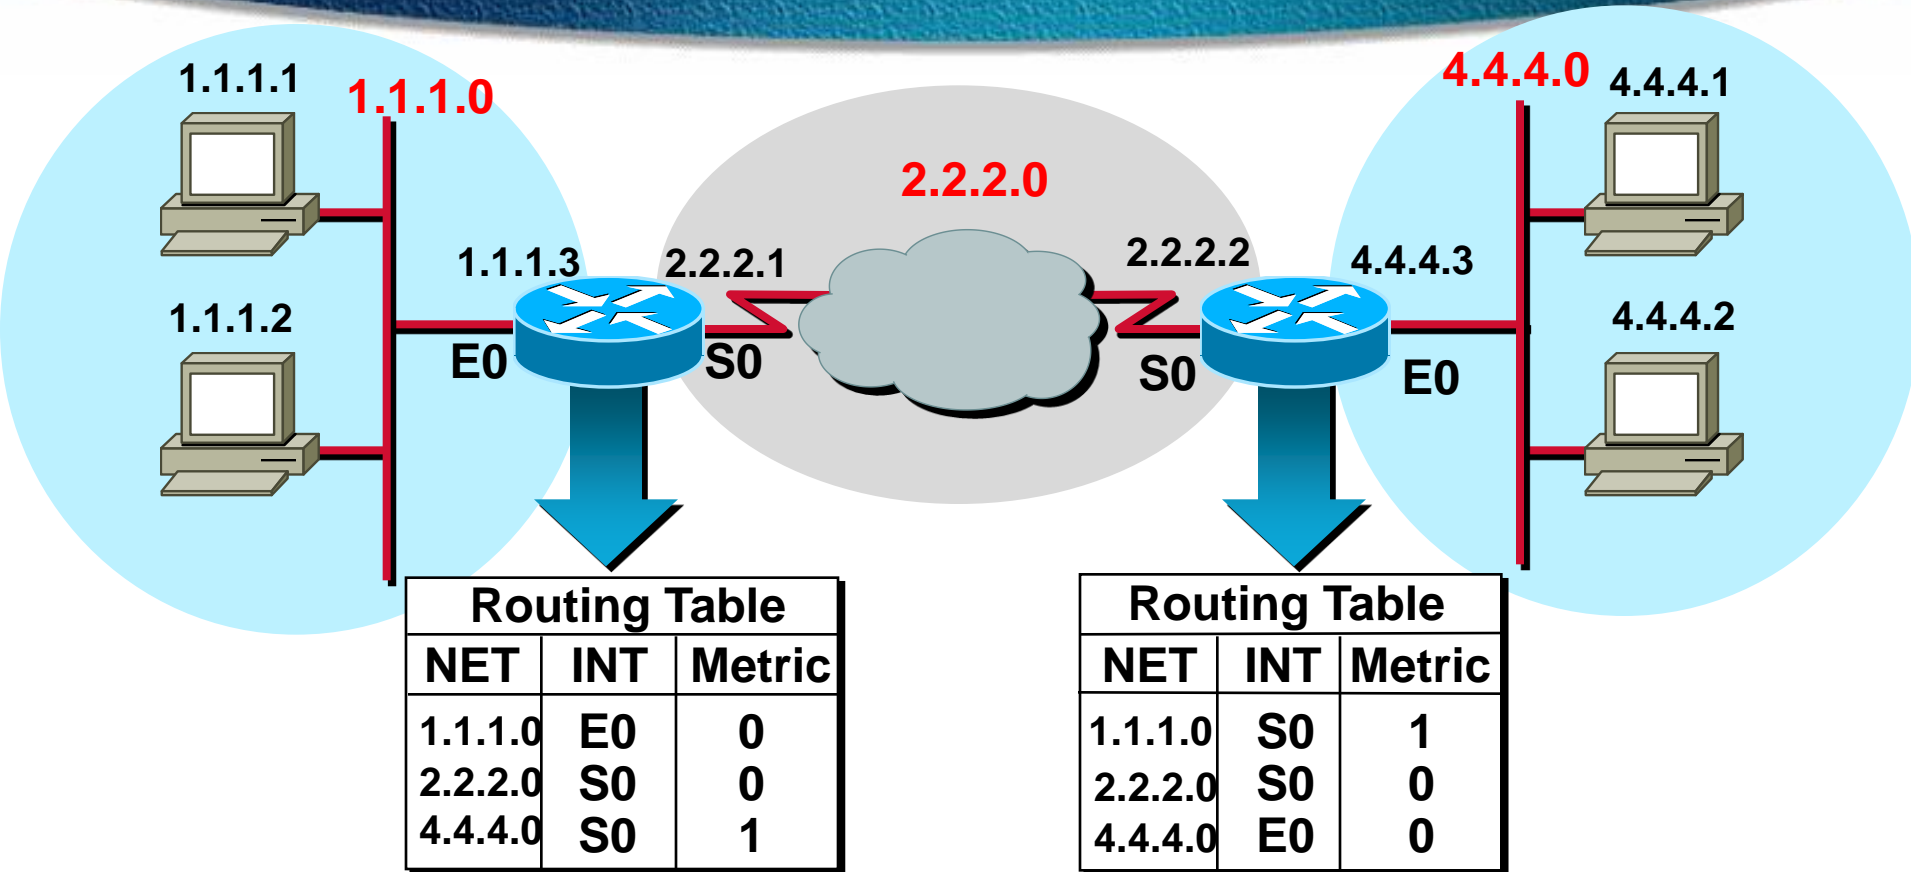 1.1.1.1
1.1.1.0
4.4.4.0
4.4.4.1
2.2.2.0
1.1.1.3
2.2.2.1
2.2.2.2
4.4.4.3
1.1.1.2
4.4.4.2
E0
S0
S0
E0
Routing Table
NET INT Metric
1.1.1.0 E0 0
2.2.2.0 S0 0
4.4.4.0 S0 1
Routing Table
NET INT Metric
1.1.1.0 S0 1
2.2.2.0 S0 0
4.4.4.0 E0 0